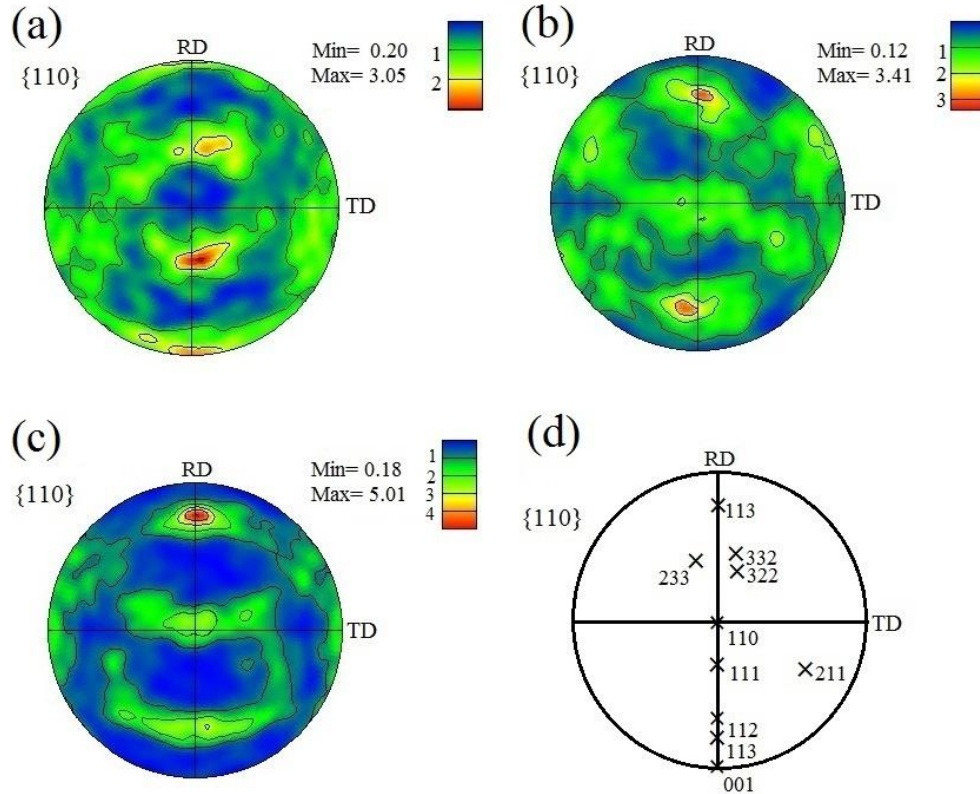 (a)
RD
{110}
Min= 0.20
Max= 3.05
1
2
TD
(b)
RD
{110}
Min= 0.12
Max= 3.41
1
2
3
TD
(c)
RD
{110}
Min= 0.18
Max= 5.01
1
2
3
4
TD
(d)
RD
{110}
113
332
233
322
TD
110
111
211
112
113
001